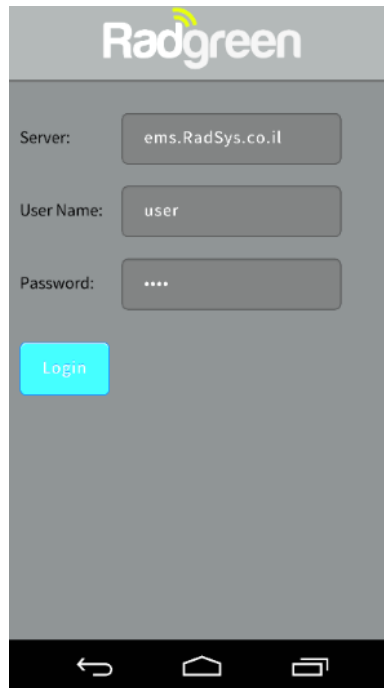 Radgreen
Server: ems.RadSys.co.il
User Name: user
Password: ••••
Login